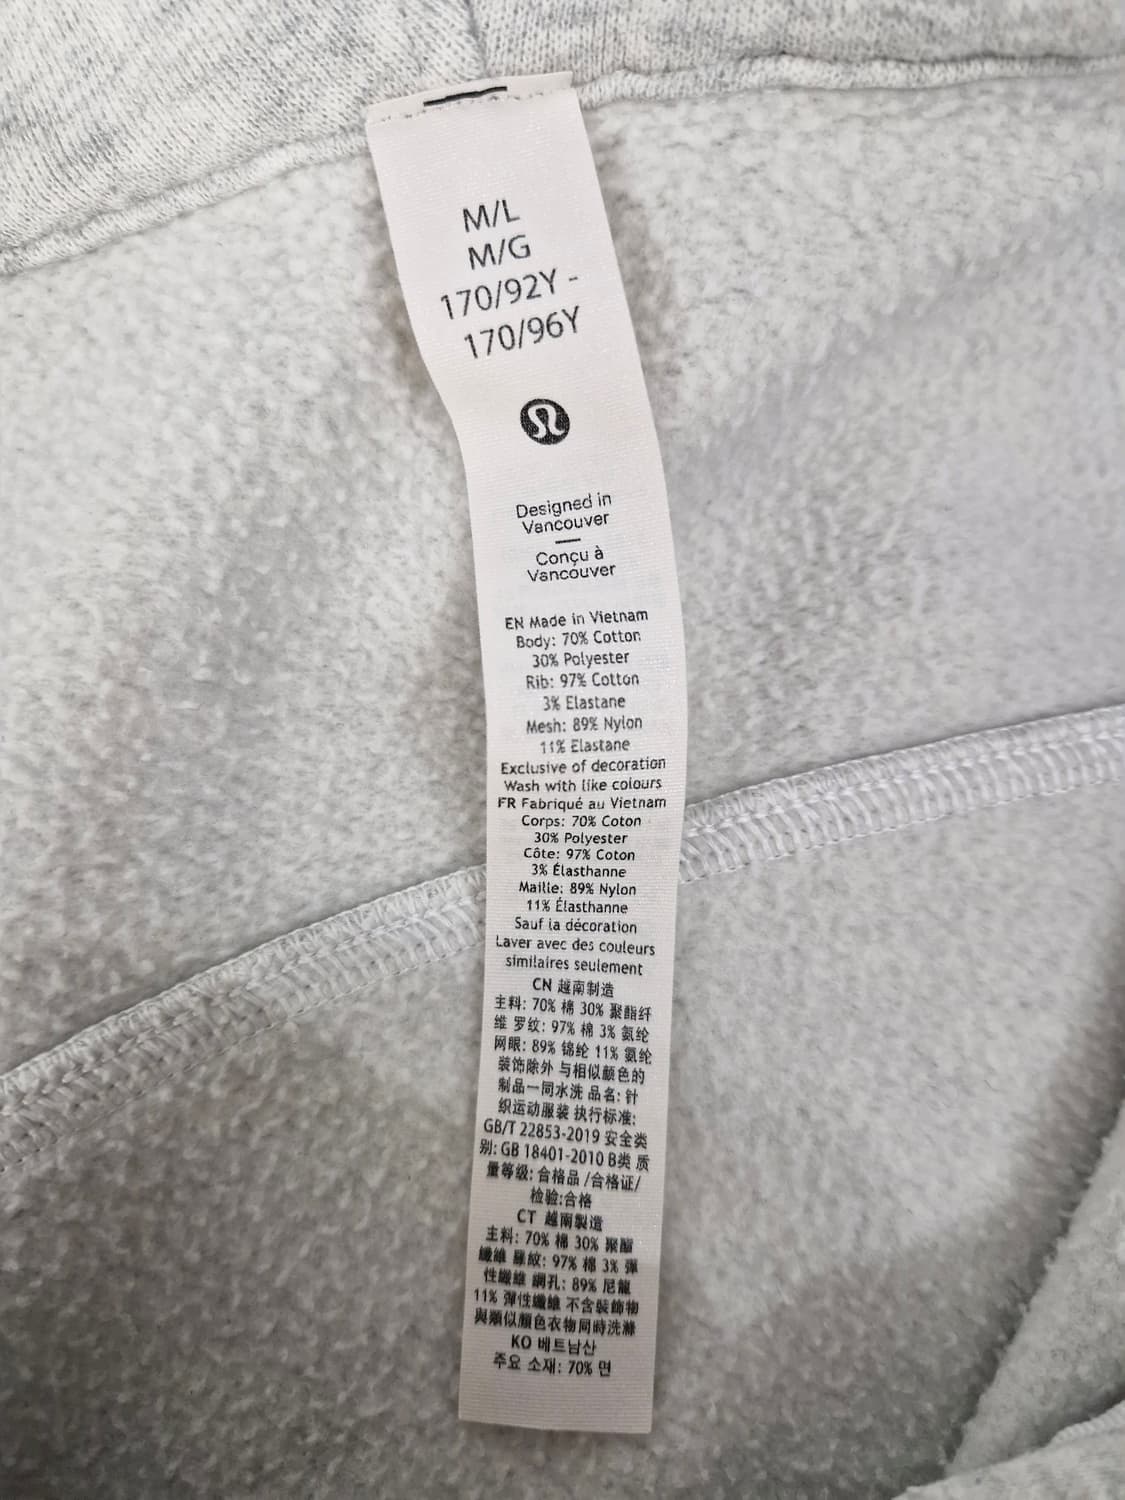 M/L
M/G
170/92Y -
170/96Y
Designed in
Vancouver
Conçu à
Vancouver
EN Made in Vietnam
Body: 70% Cotton
30% Polyester
Rib: 97% Cotton
3% Elastane
Mesh: 89% Nylon
11% Elastane
Exclusive of decoration
Wash with like colours
FR Fabriqué au Vietnam
Corps: 70% Coton
30% Polyester
Côte: 97% Coton
3% Élasthanne
Maille: 89% Nylon
11% Élasthanne
Sauf la décoration
Laver avec des couleurs
similaires seulement
CN 越南制造
主料: 70% 棉 30% 聚酯纤
维 罗纹: 97% 棉 3% 氨纶
网眼: 89% 锦纶 11% 氨纶
装饰除外 与相似颜色的
制品一同水洗 品名: 针
织运动服装 执行标准:
GB/T 22853-2019 安全类
别: GB 18401-2010 B类 质
量等级: 合格品 /合格证/
检验:合格
CT 越南製造
主料: 70% 棉 30% 聚酯
纖維 羅紋: 97% 棉 3% 彈
性纖維 網孔: 89% 尼龍
11% 彈性纖維 不含裝飾物
與類似顏色衣物同時洗滌
KO 베트남산
주요 소재: 70% 면